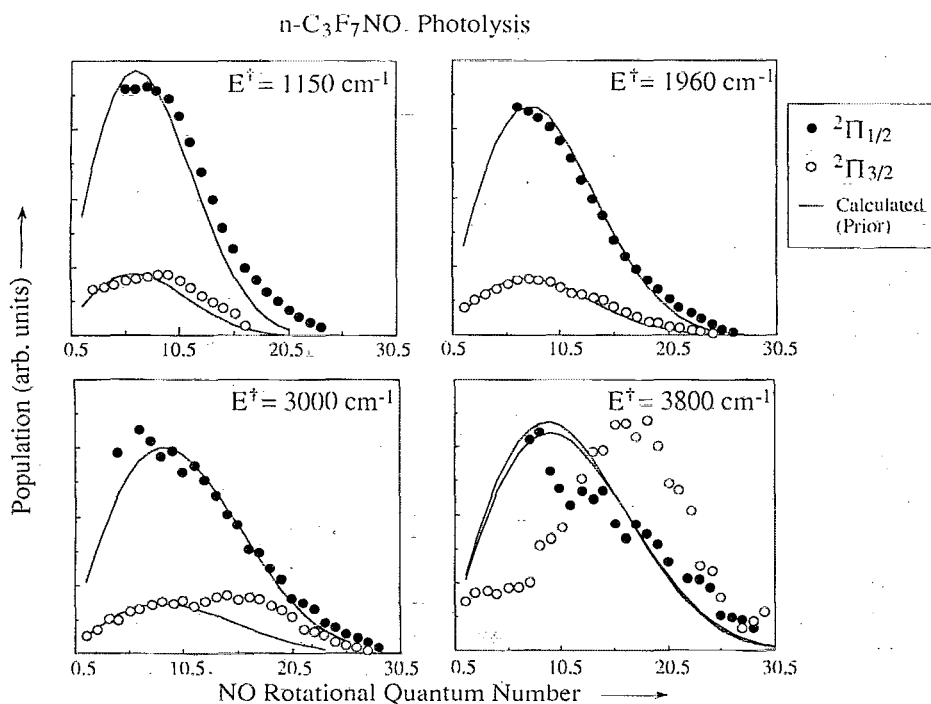 n-C₃F₇NO Photolysis
E† = 1150 cm⁻¹
E† = 1960 cm⁻¹
²Π₁/₂
²Π₃/₂
Calculated
(Prior)
0.5 10.5 20.5 30.5
0.5 10.5 20.5 30.5
E† = 3000 cm⁻¹
E† = 3800 cm⁻¹
0.5 10.5 20.5 30.5
0.5 10.5 20.5 30.5
Population (arb. units) ⟶
NO Rotational Quantum Number ⟶